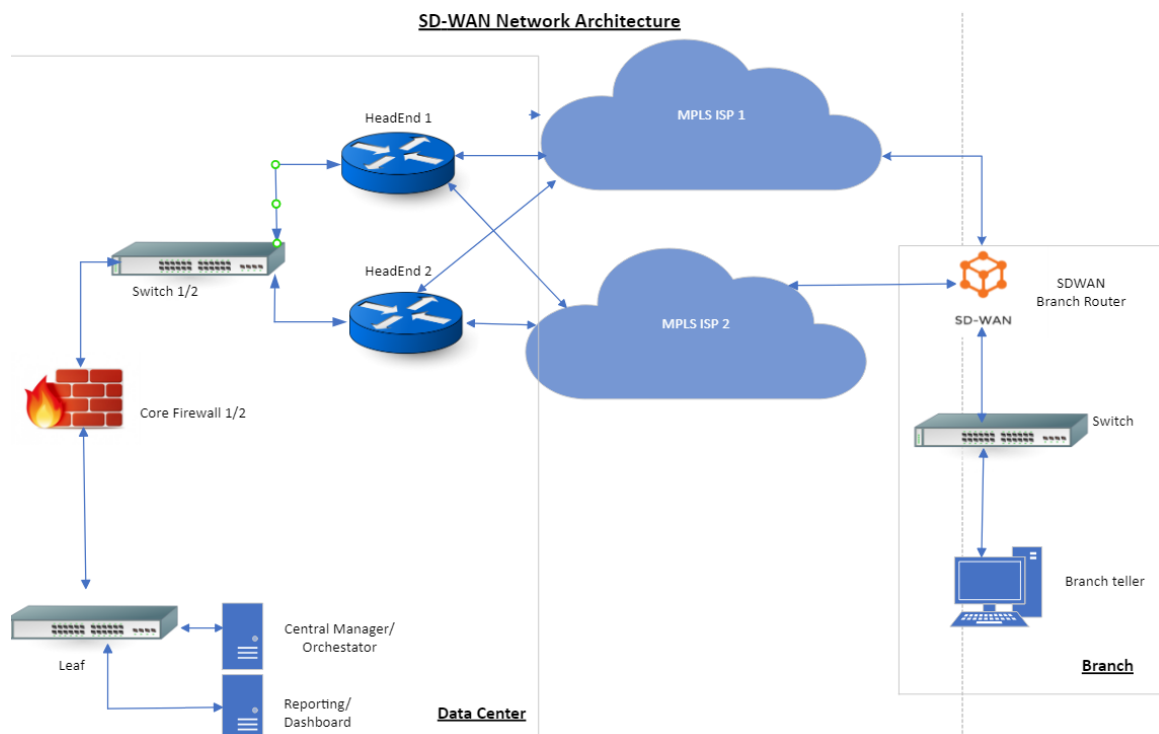 SD-WAN Network Architecture
HeadEnd 1
MPLS ISP 1
Switch 1/2
HeadEnd 2
MPLS ISP 2
SDWAN
Branch Router
SD-WAN
Core Firewall 1/2
Switch
Branch teller
Central Manager/
Orchestator
Leaf
Branch
Reporting/
Dashboard
Data Center